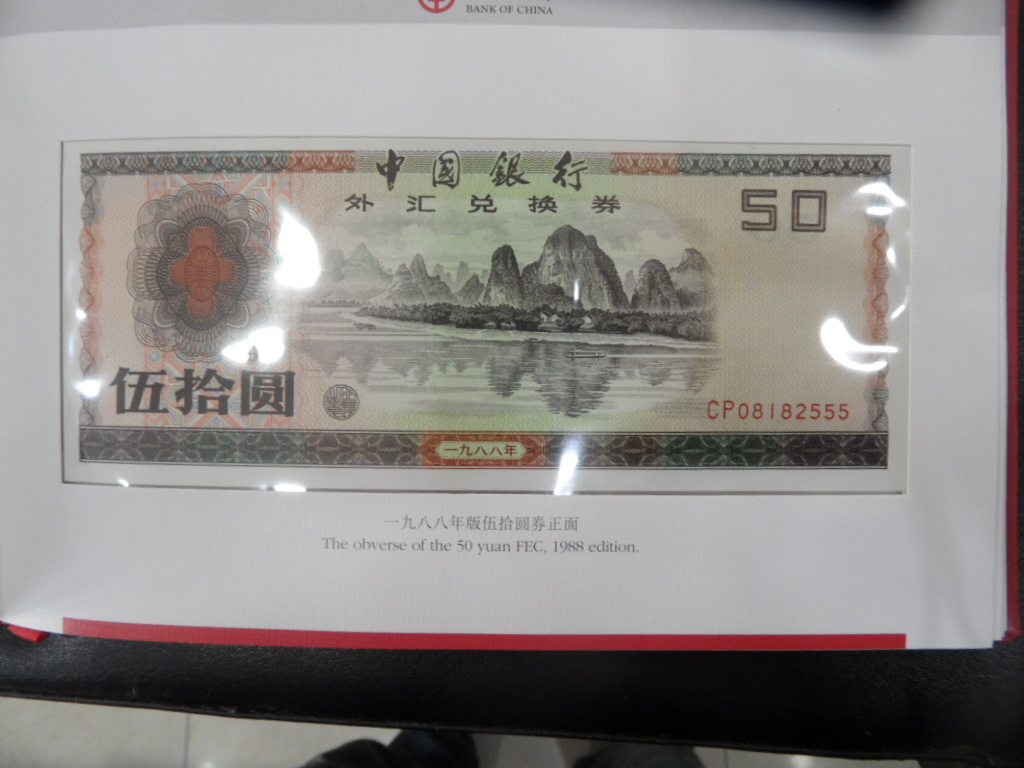 BANK OF CHINA
中國銀行
外汇兑换券
50
伍拾圆
CP08182555
一九八八年
一九八八年版伍拾圆券正面
The obverse of the 50 yuan FEC, 1988 edition.